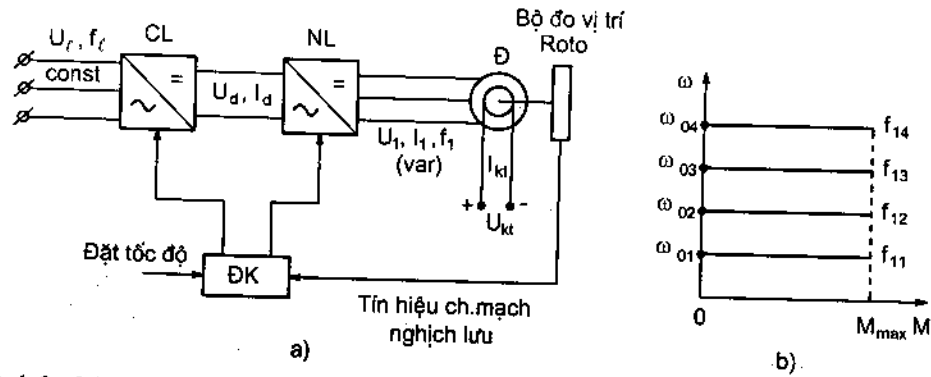 Bộ đo vị trí
Roto
U_ℓ, f_ℓ
const
CL
NL
Đ
=
=
~
~
U_d, I_d
U_1, I_1, f_1
(var)
I_kt
+ -
U_kt
Đặt tốc độ
ĐK
Tín hiệu ch.mạch
nghịch lưu
a)
ω
ω_04
f_14
ω_03
f_13
ω_02
f_12
ω_01
f_11
0
M_max M
b)